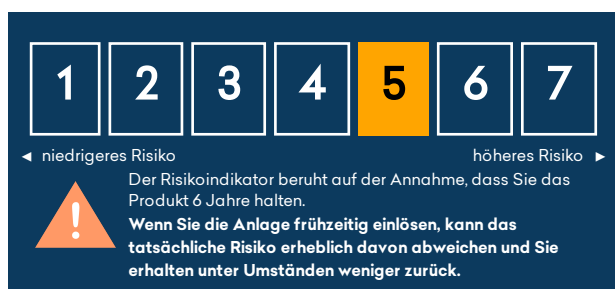 1 2 3 4 5 6 7
◄ niedrigeres Risiko höheres Risiko ►
Der Risikoindikator beruht auf der Annahme, dass Sie das
Produkt 6 Jahre halten.
Wenn Sie die Anlage frühzeitig einlösen, kann das
tatsächliche Risiko erheblich davon abweichen und Sie
erhalten unter Umständen weniger zurück.